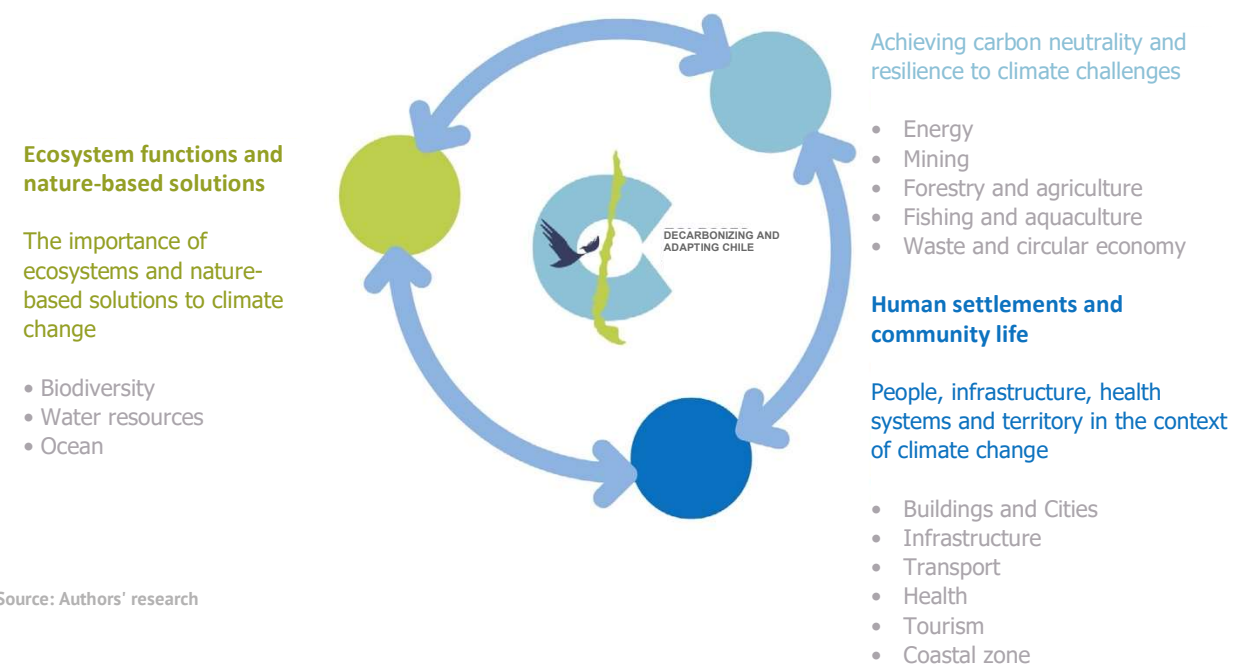 Achieving carbon neutrality and
resilience to climate challenges
• Energy
• Mining
• Forestry and agriculture
• Fishing and aquaculture
• Waste and circular economy
Ecosystem functions and
nature-based solutions
The importance of
ecosystems and nature-
based solutions to climate
change
• Biodiversity
• Water resources
• Ocean
DECARBONIZING AND
ADAPTING CHILE
Human settlements and
community life
People, infrastructure, health
systems and territory in the context
of climate change
• Buildings and Cities
• Infrastructure
• Transport
• Health
• Tourism
• Coastal zone
Source: Authors' research